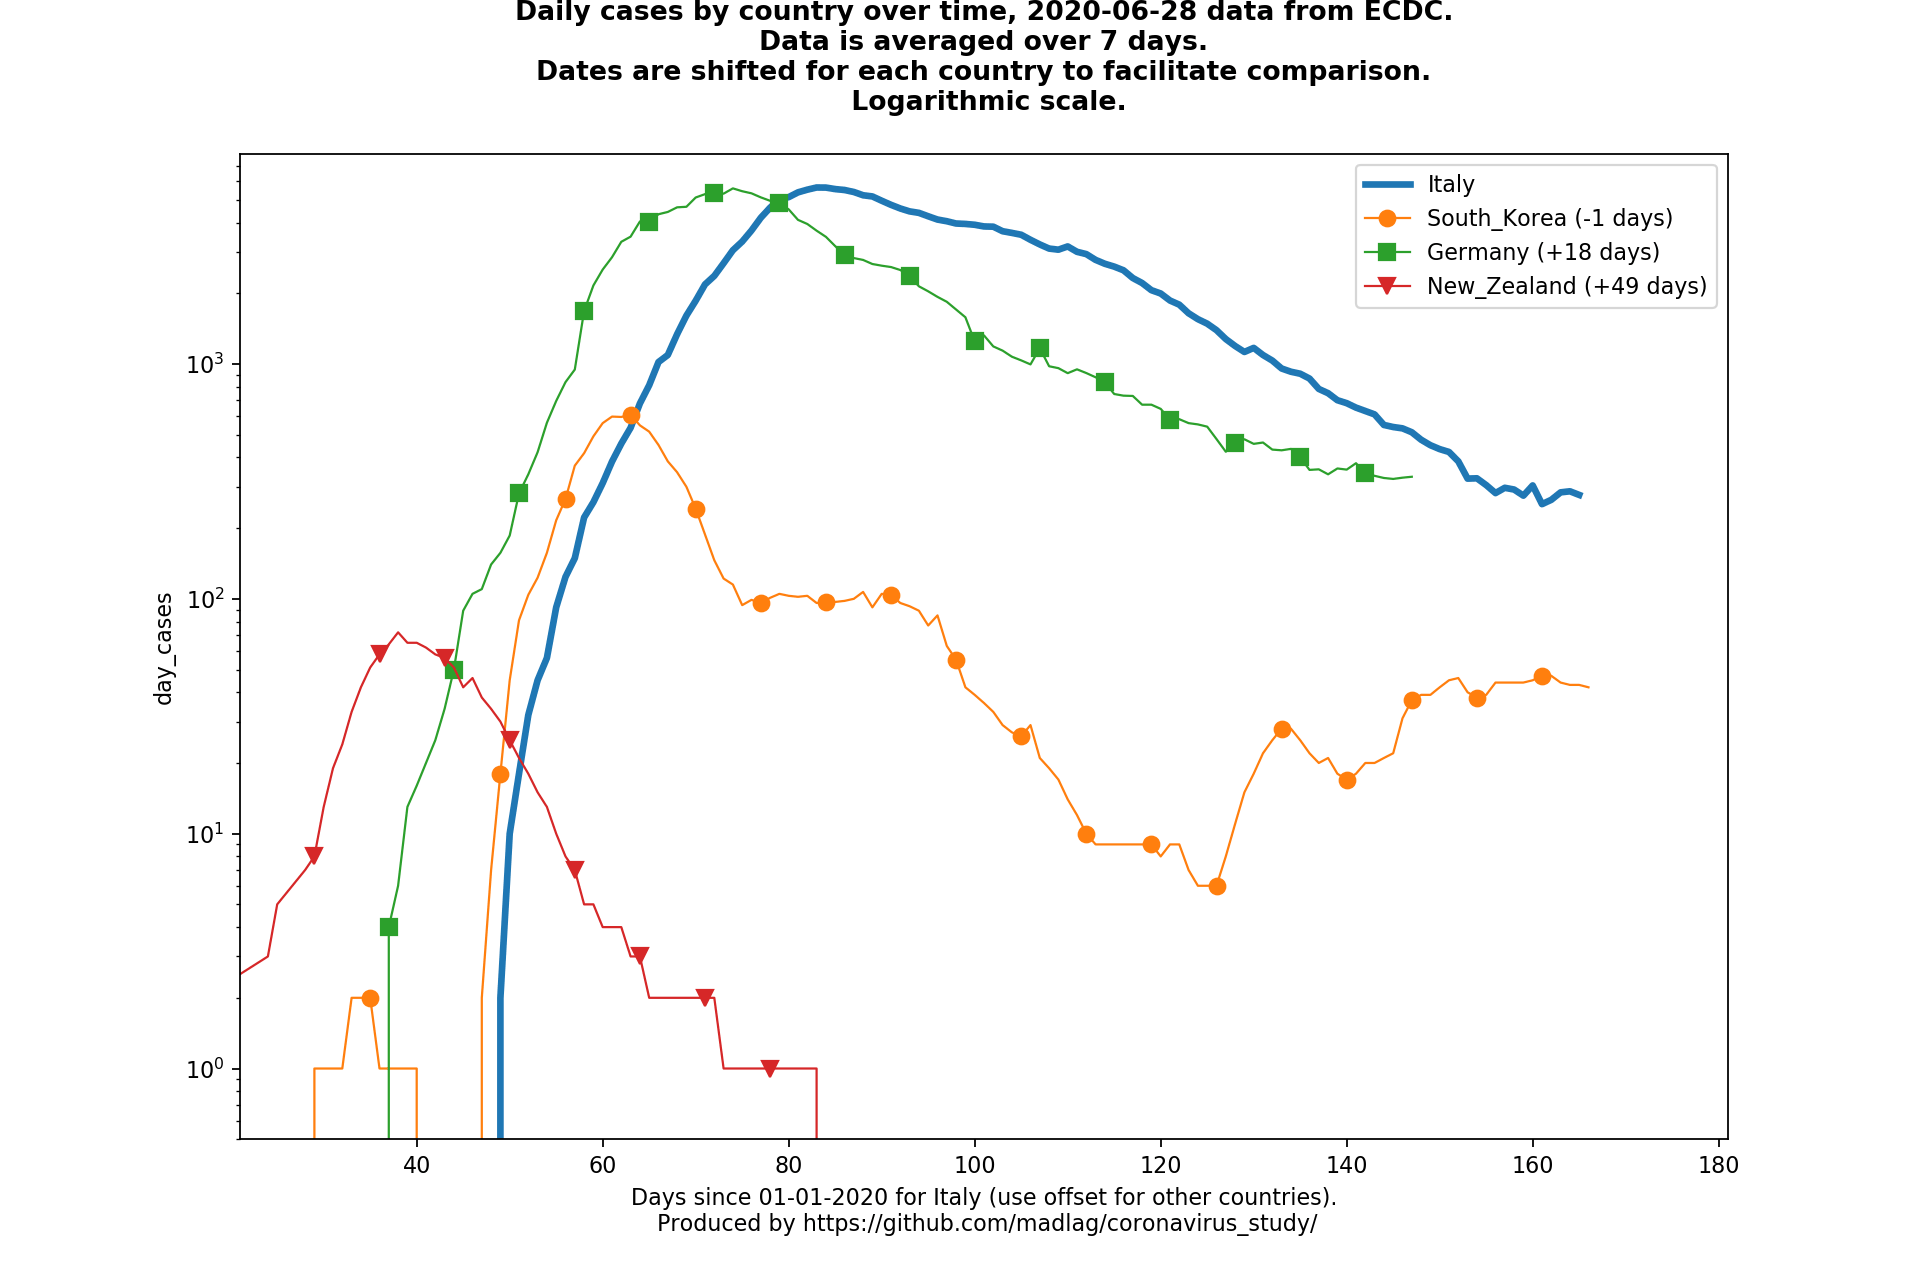 Daily cases by country over time, 2020-06-28 data from ECDC.
Data is averaged over 7 days.
Dates are shifted for each country to facilitate comparison.
Logarithmic scale.
Italy
South_Korea (-1 days)
Germany (+18 days)
New_Zealand (+49 days)
10³
10²
10¹
10⁰
day_cases
40 60 80 100 120 140 160 180
Days since 01-01-2020 for Italy (use offset for other countries).
Produced by https://github.com/madlag/coronavirus_study/